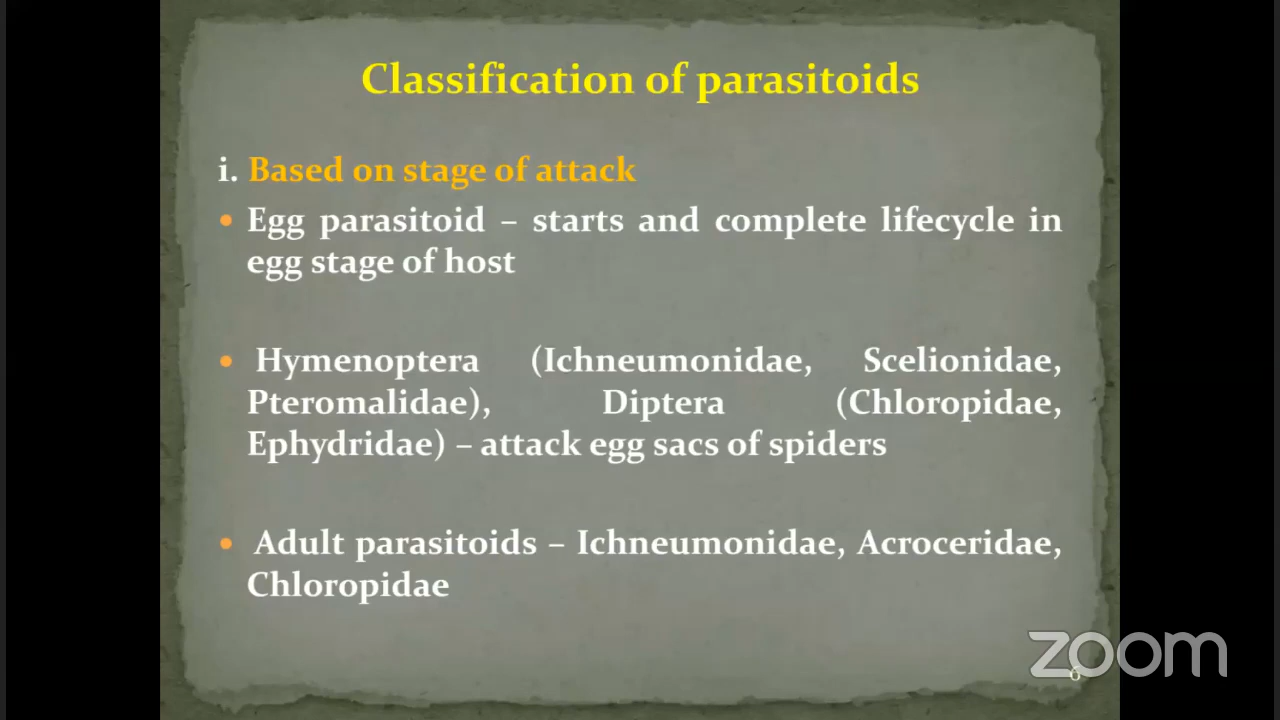 Classification of parasitoids
i. Based on stage of attack
• Egg parasitoid – starts and complete lifecycle in
egg stage of host
• Hymenoptera (Ichneumonidae, Scelionidae,
Pteromalidae), Diptera (Chloropidae,
Ephydridae) – attack egg sacs of spiders
• Adult parasitoids – Ichneumonidae, Acroceridae,
Chloropidae
zoom
6